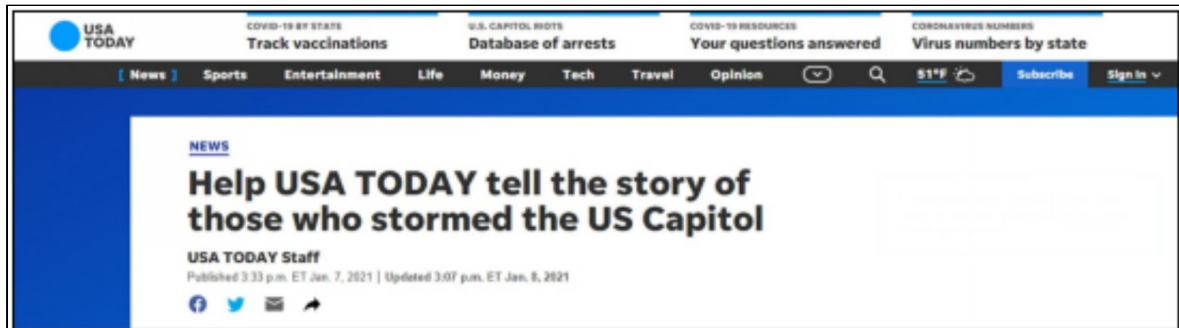 USA
TODAY
COVID-19 BY STATE
Track vaccinations
U.S. CAPITOL RIOTS
Database of arrests
COVID-19 RESOURCES
Your questions answered
CORONAVIRUS NUMBERS
Virus numbers by state
[ News ] Sports Entertainment Life Money Tech Travel Opinion 51°F Subscribe Sign In
NEWS
Help USA TODAY tell the story of
those who stormed the US Capitol
USA TODAY Staff
Published 3:33 p.m. ET Jan. 7, 2021 | Updated 3:07 p.m. ET Jan. 8, 2021